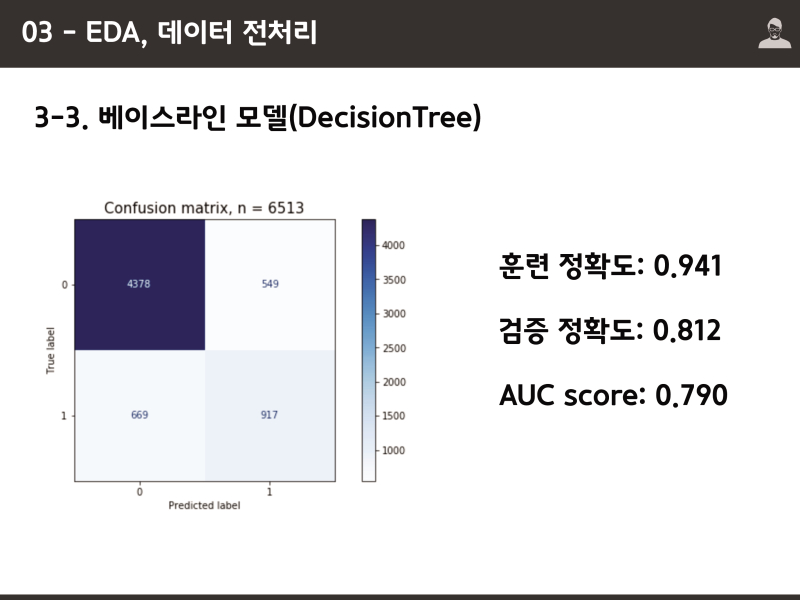 03 - EDA, 데이터 전처리
3-3. 베이스라인 모델(DecisionTree)
Confusion matrix, n = 6513
True label
0
4378
549
1
669
917
0
1
Predicted label
4000
3500
3000
2500
2000
1500
1000
훈련 정확도: 0.941
검증 정확도: 0.812
AUC score: 0.790